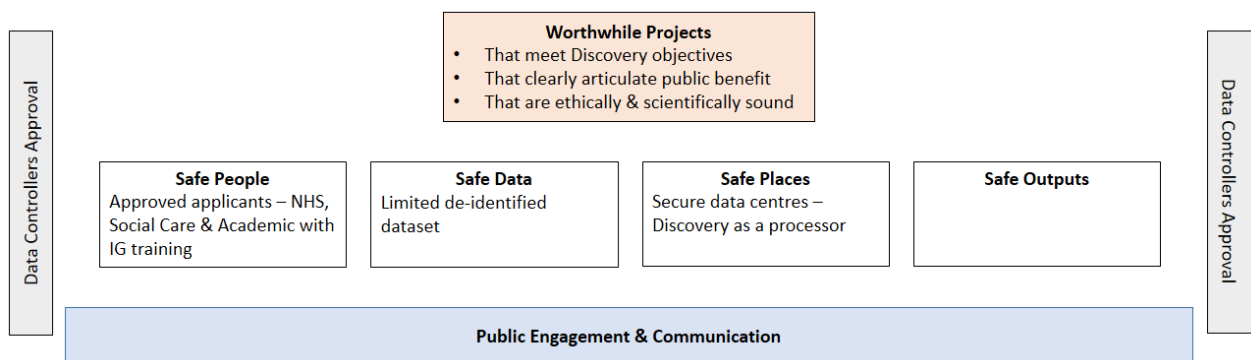 Data Controllers Approval
Worthwhile Projects
• That meet Discovery objectives
• That clearly articulate public benefit
• That are ethically & scientifically sound
Data Controllers Approval
Safe People
Approved applicants – NHS,
Social Care & Academic with
IG training
Safe Data
Limited de-identified
dataset
Safe Places
Secure data centres –
Discovery as a processor
Safe Outputs
Public Engagement & Communication